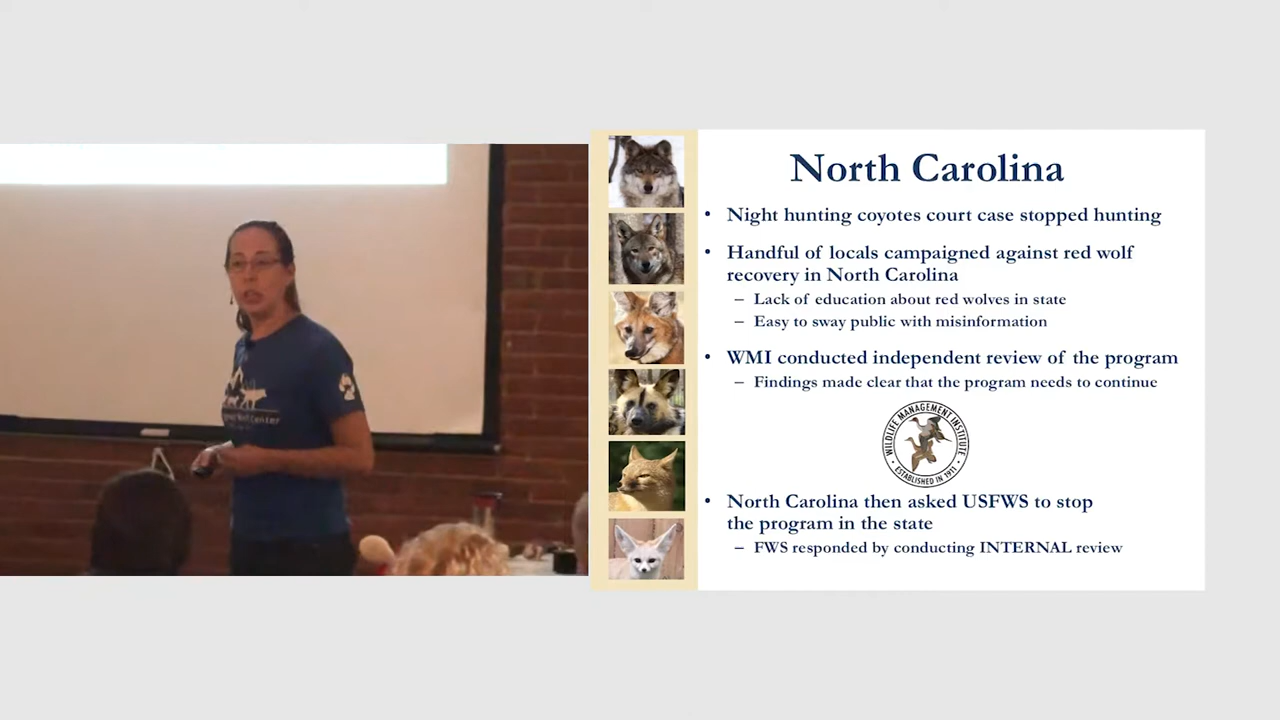 North Carolina
• Night hunting coyotes court case stopped hunting
• Handful of locals campaigned against red wolf
recovery in North Carolina
– Lack of education about red wolves in state
– Easy to sway public with misinformation
• WMI conducted independent review of the program
– Findings made clear that the program needs to continue
WILDLIFE MANAGEMENT INSTITUTE
• ESTABLISHED IN 1911 •
• North Carolina then asked USFWS to stop
the program in the state
– FWS responded by conducting INTERNAL review
Center